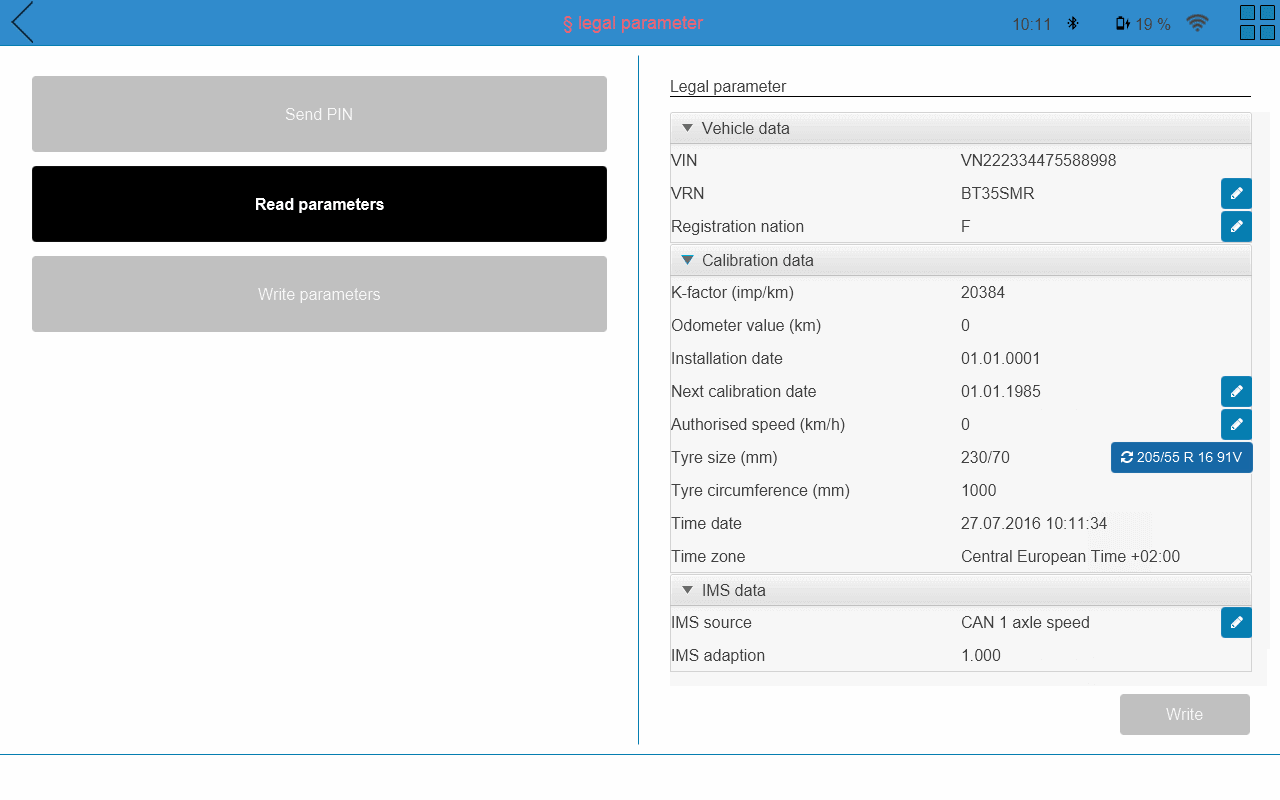 § legal parameter
10:11 19 %
Send PIN
Read parameters
Write parameters
Legal parameter
Vehicle data
VIN VN222334475588998
VRN BT35SMR
Registration nation F
Calibration data
K-factor (imp/km) 20384
Odometer value (km) 0
Installation date 01.01.0001
Next calibration date 01.01.1985
Authorised speed (km/h) 0
Tyre size (mm) 230/70 205/55 R 16 91V
Tyre circumference (mm) 1000
Time date 27.07.2016 10:11:34
Time zone Central European Time +02:00
IMS data
IMS source CAN 1 axle speed
IMS adaption 1.000
Write